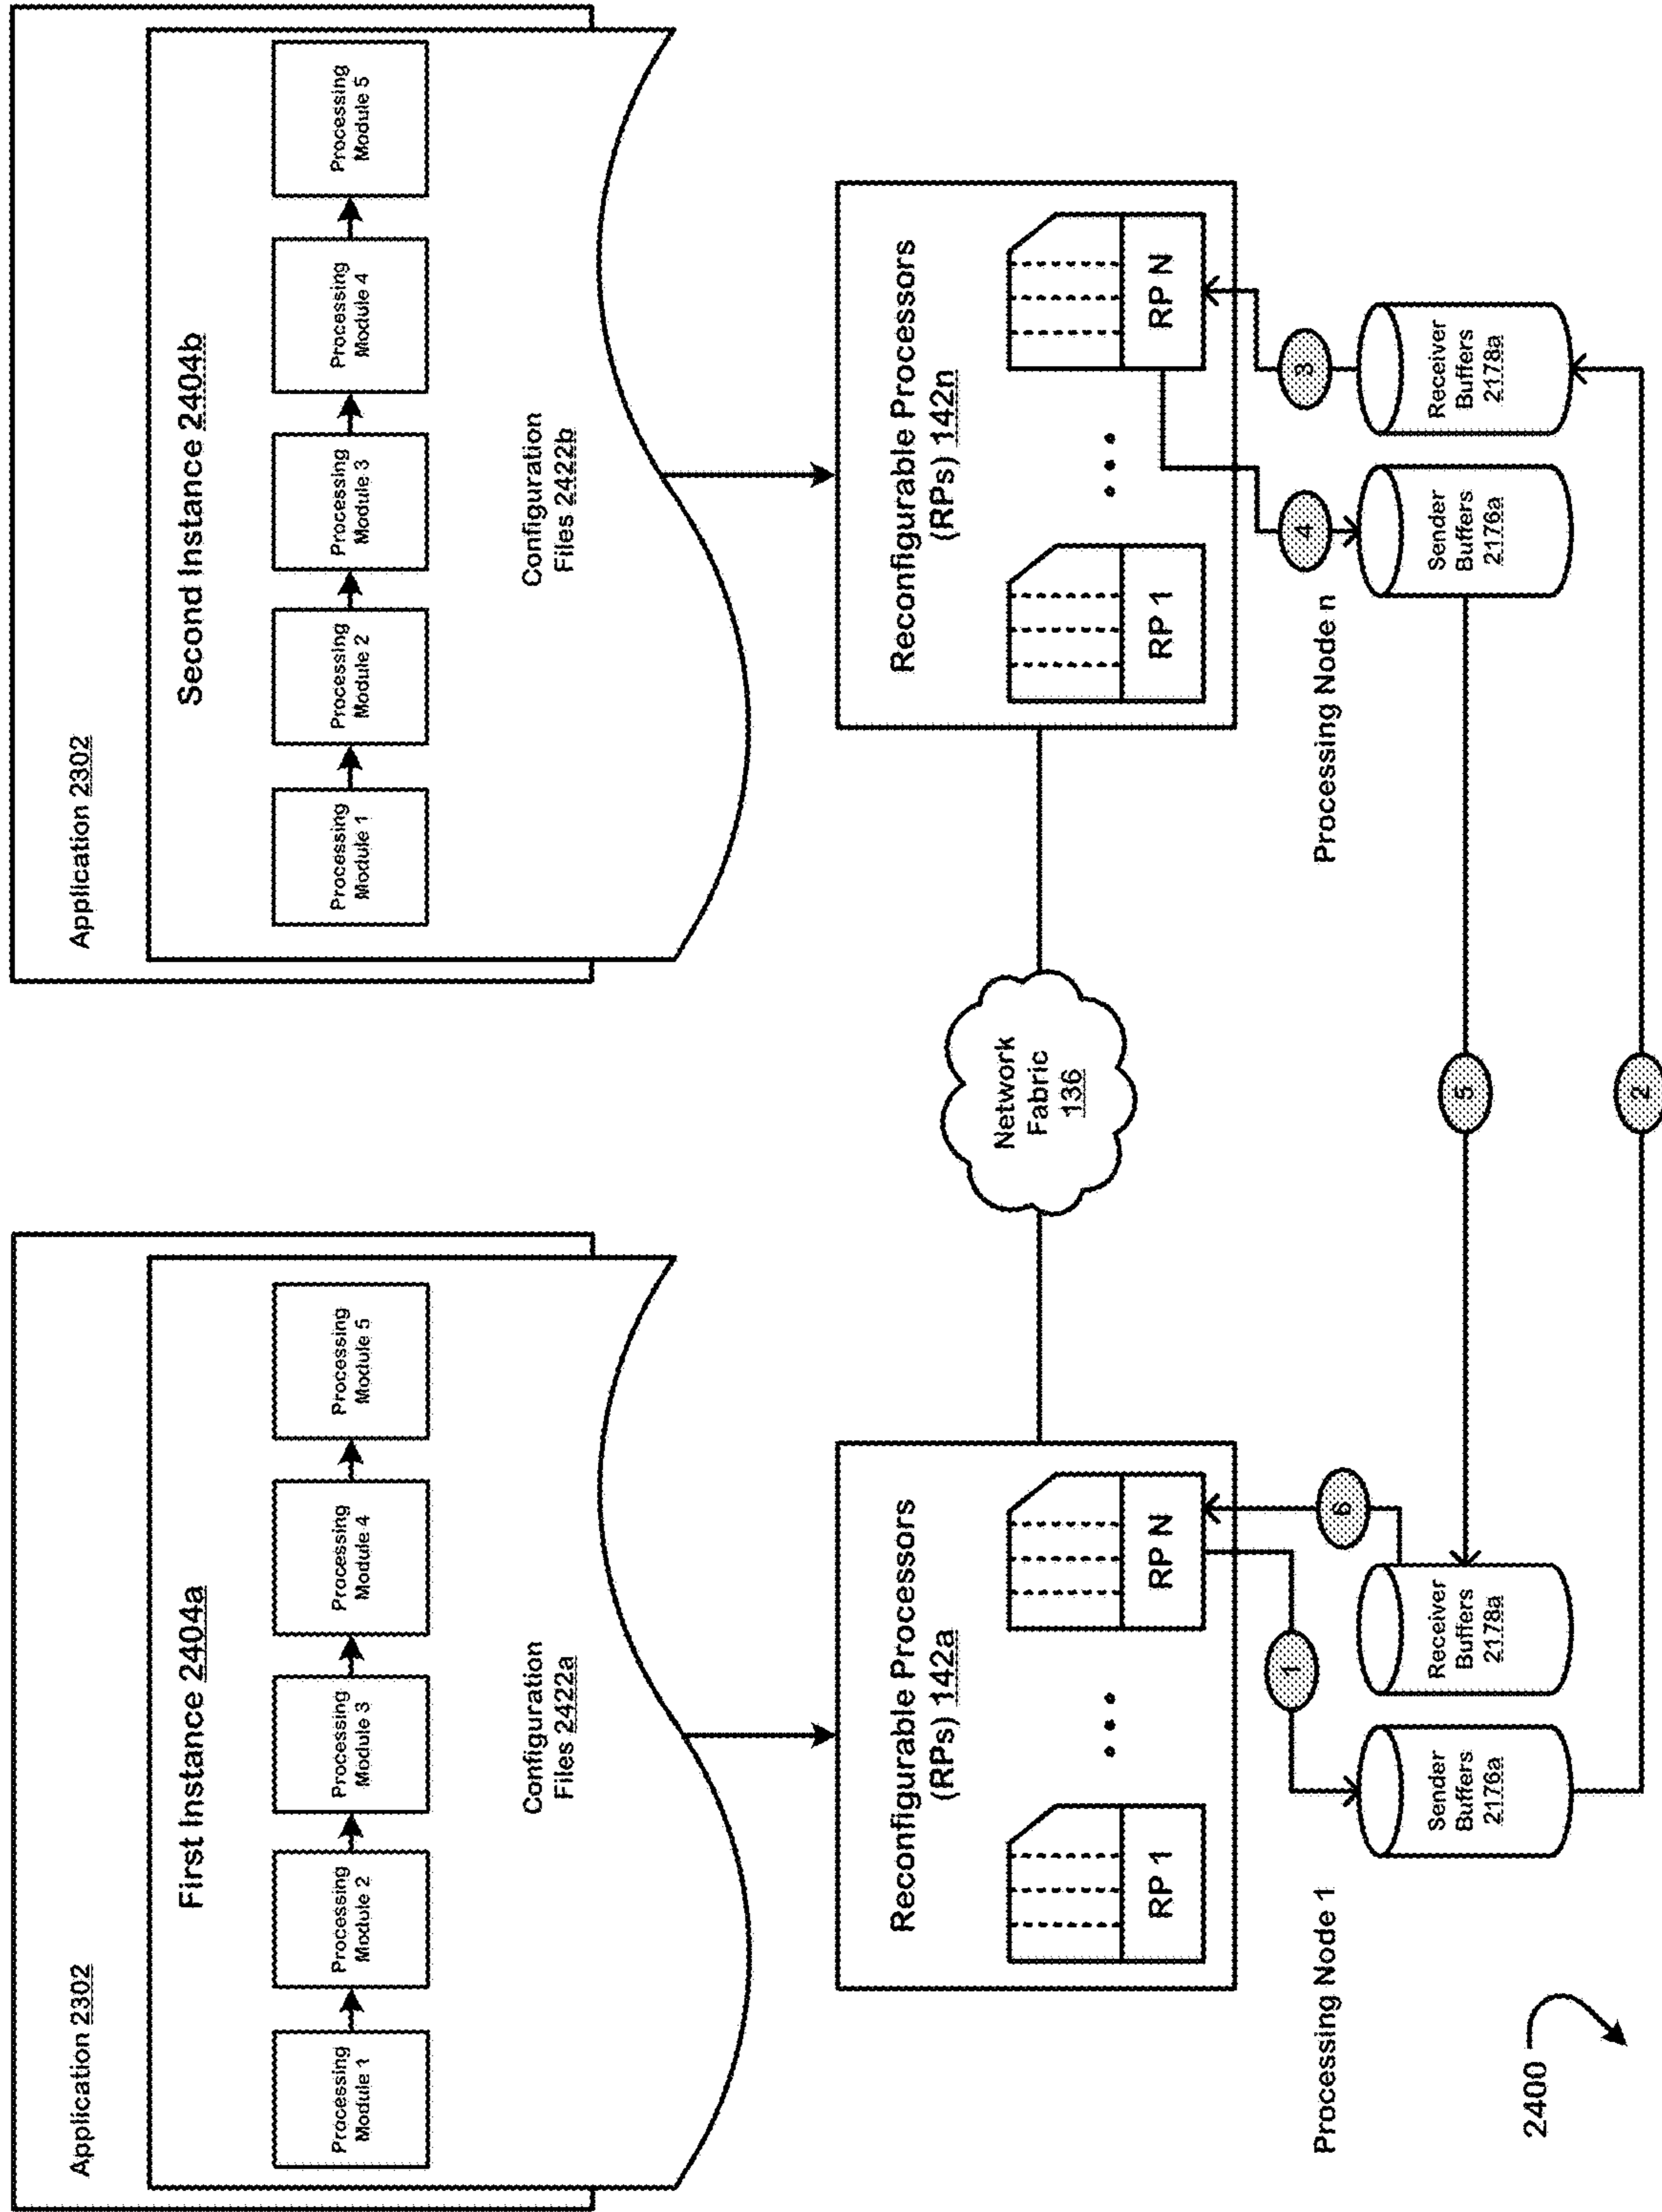 Application 2302
First Instance 2404a
Processing
Module 1
Processing
Module 2
Processing
Module 3
Processing
Module 4
Processing
Module 5
Configuration
Files 2422a
Application 2302
Second Instance 2404b
Processing
Module 1
Processing
Module 2
Processing
Module 3
Processing
Module 4
Processing
Module 5
Configuration
Files 2422b
Reconfigurable Processors
(RPs) 142a
RP 1
RP N
Network
Fabric
136
Reconfigurable Processors
(RPs) 142n
RP 1
RP N
Processing Node 1
1
6
Sender
Buffers
2176a
Receiver
Buffers
2178a
Processing Node n
4
3
Sender
Buffers
2176a
Receiver
Buffers
2178a
5
2
2400